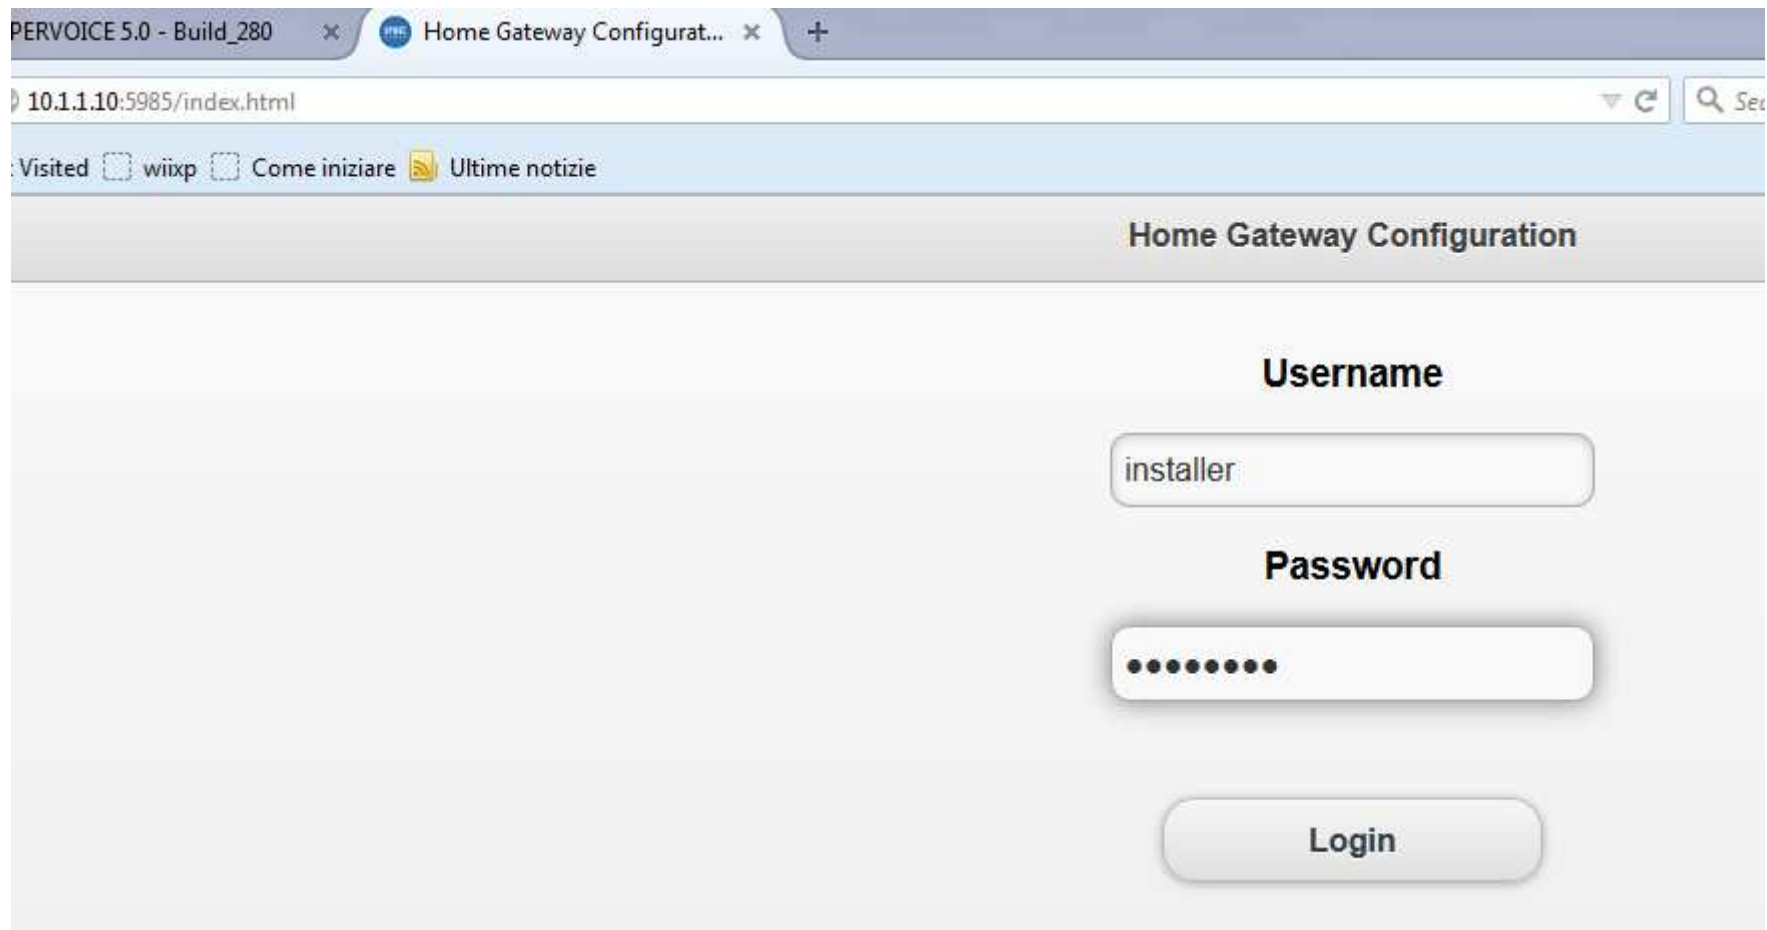 PERVOICE 5.0 - Build_280 Home Gateway Configurat...
10.1.1.10:5985/index.html
Visited wiixp Come iniziare Ultime notizie
Home Gateway Configuration
Username
installer
Password
••••••••
Login